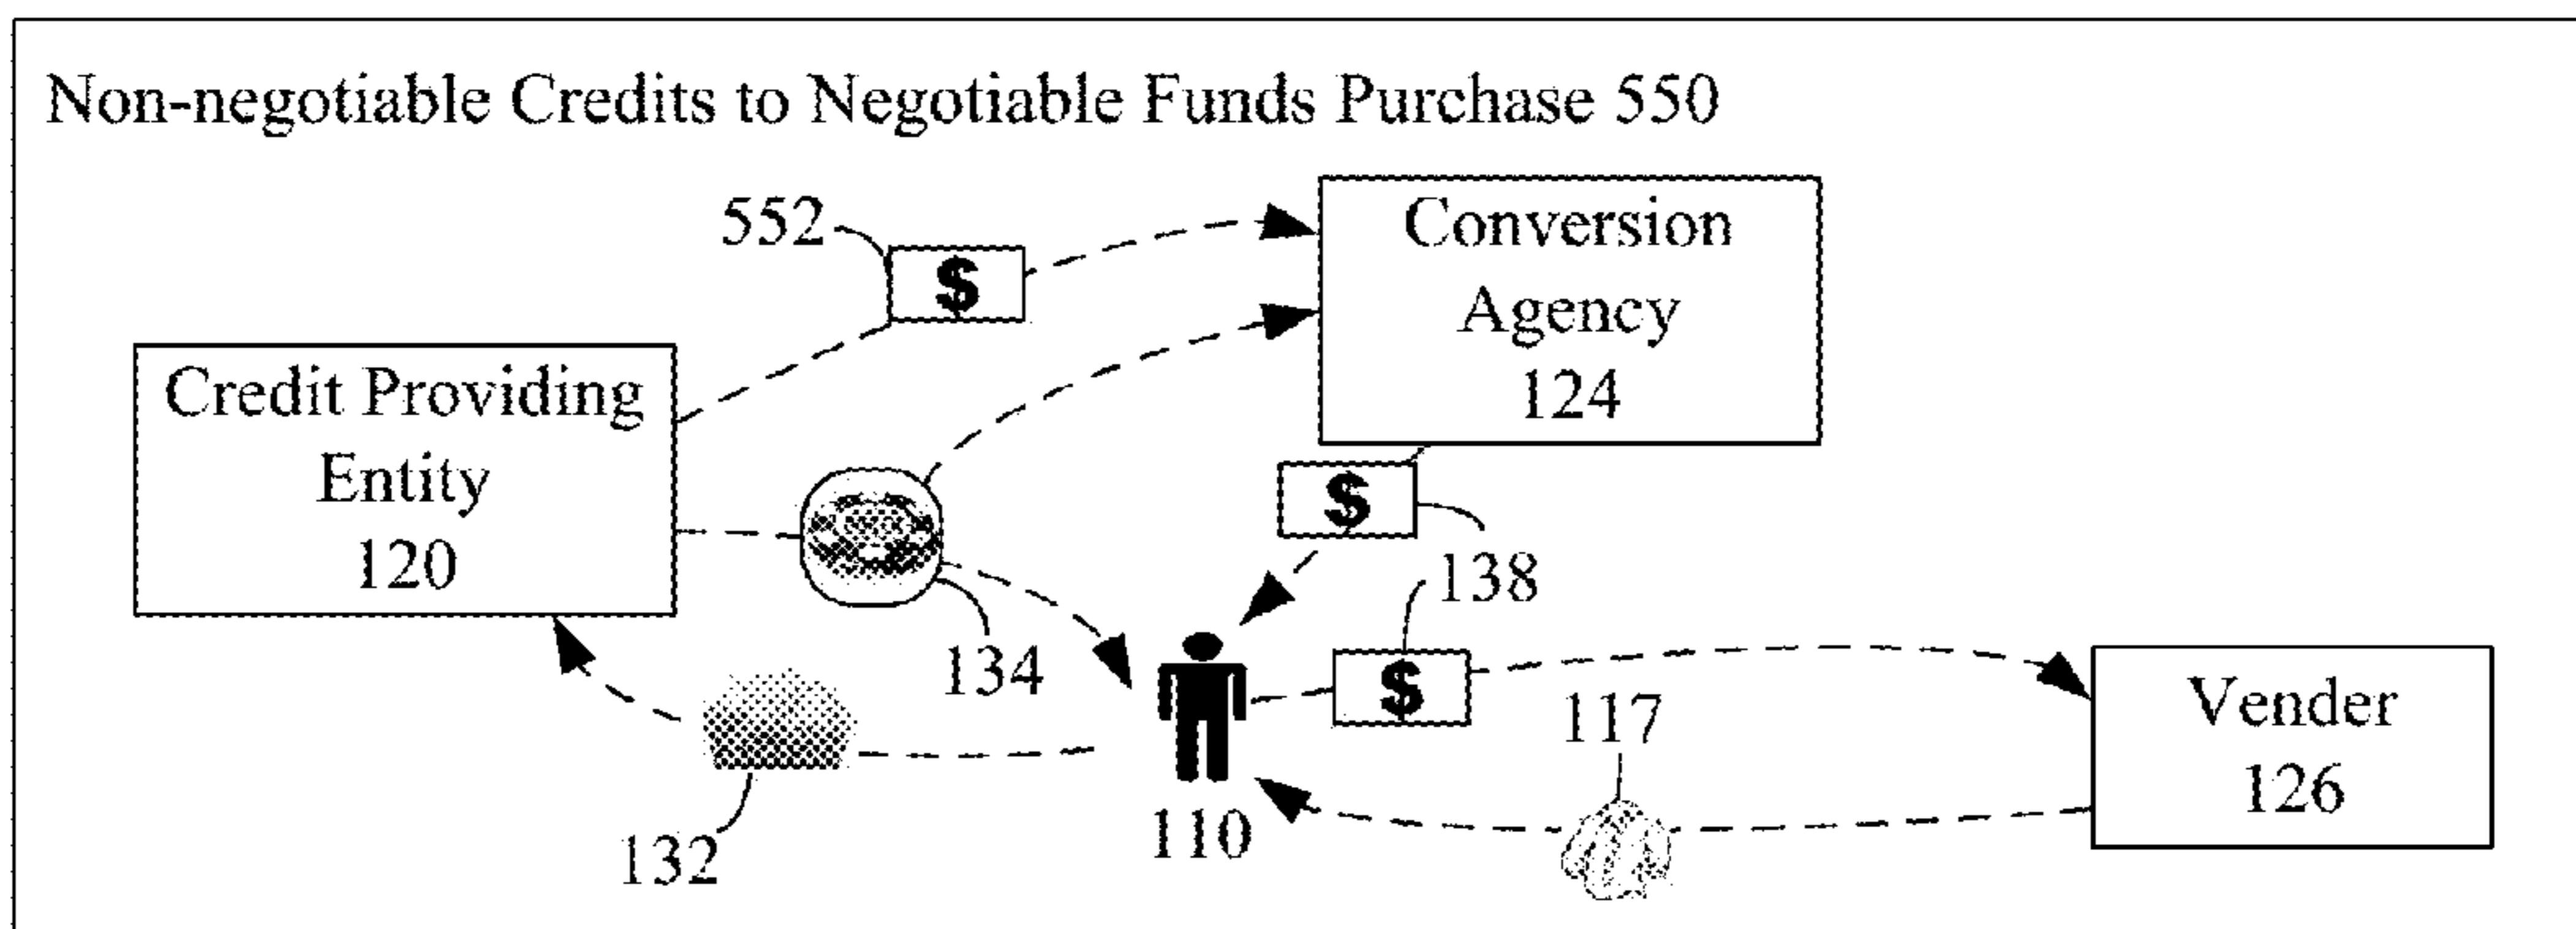 Non-negotiable Credits to Negotiable Funds Purchase 550
552
$
Conversion
Agency
124
Credit Providing
Entity
120
$
138
134
$
117
Vender
126
132
110